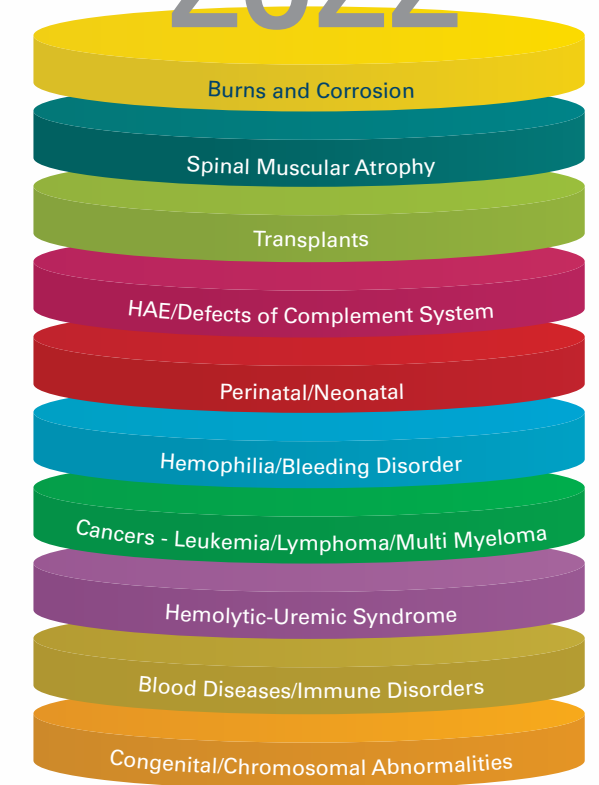 2022
Burns and Corrosion
Spinal Muscular Atrophy
Transplants
HAE/Defects of Complement System
Perinatal/Neonatal
Hemophilia/Bleeding Disorder
Cancers - Leukemia/Lymphoma/Multi Myeloma
Hemolytic-Uremic Syndrome
Blood Diseases/Immune Disorders
Congenital/Chromosomal Abnormalities